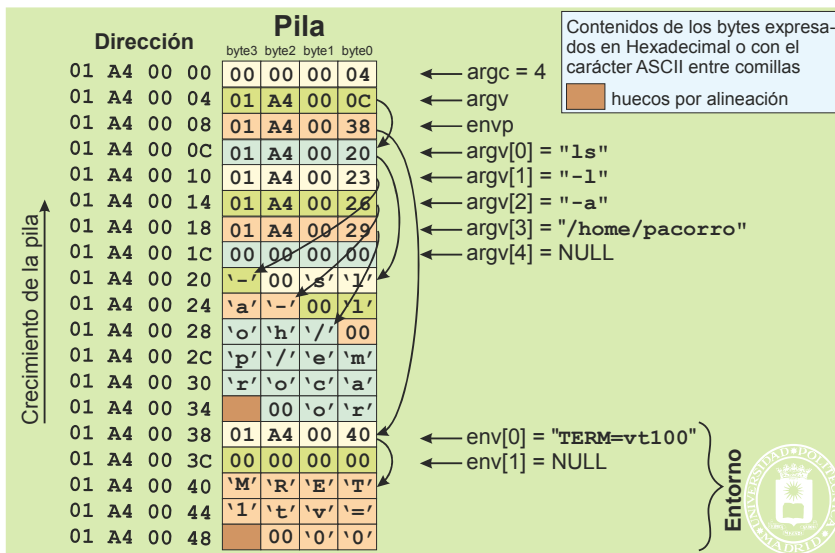 Pila
Dirección
byte3 byte2 byte1 byte0
Contenidos de los bytes expresa-
dos en Hexadecimal o con el
carácter ASCII entre comillas
huecos por alineación
01 A4 00 00 00 00 00 04 argc = 4
01 A4 00 04 01 A4 00 0C argv
01 A4 00 08 01 A4 00 38 envp
01 A4 00 0C 01 A4 00 20 argv[0] = "ls"
01 A4 00 10 01 A4 00 23 argv[1] = "-l"
01 A4 00 14 01 A4 00 26 argv[2] = "-a"
01 A4 00 18 01 A4 00 29 argv[3] = "/home/pacorro"
01 A4 00 1C 00 00 00 00 argv[4] = NULL
01 A4 00 20 ‘-’ 00 ‘s’ ‘l’
01 A4 00 24 ‘a’ ‘-’ 00 ‘l’
01 A4 00 28 ‘o’ ‘h’ ‘/’ 00
01 A4 00 2C ‘p’ ‘/’ ‘e’ ‘m’
01 A4 00 30 ‘r’ ‘o’ ‘c’ ‘a’
01 A4 00 34 00 ‘o’ ‘r’
01 A4 00 38 01 A4 00 40 env[0] = "TERM=vt100"
01 A4 00 3C 00 00 00 00 env[1] = NULL
01 A4 00 40 ‘M’ ‘R’ ‘E’ ‘T’
01 A4 00 44 ‘1’ ‘t’ ‘v’ ‘=’
01 A4 00 48 00 ‘0’ ‘0’
Crecimiento de la pila
Entorno
UNIVERSIDAD POLITECNICA
MADRID